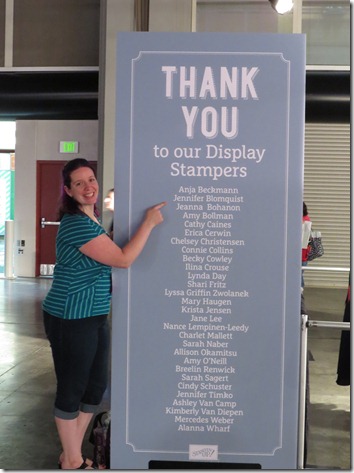 THANK
YOU
to our Display
Stampers
Anja Beckmann
Jennifer Blomquist
Jeanna Bohanon
Amy Bollman
Cathy Caines
Erica Cerwin
Chelsey Christensen
Connie Collins
Becky Cowley
Ilina Crouse
Lynda Day
Shari Fritz
Lyssa Griffin Zwolanek
Mary Haugen
Krista Jensen
Jane Lee
Nance Lempinen-Leedy
Charlet Mallett
Sarah Naber
Allison Okamitsu
Amy O'Neill
Breelin Renwick
Sarah Sagert
Cindy Schuster
Jennifer Timko
Ashley Van Camp
Kimberly Van Diepen
Mercedes Weber
Alanna Wharf